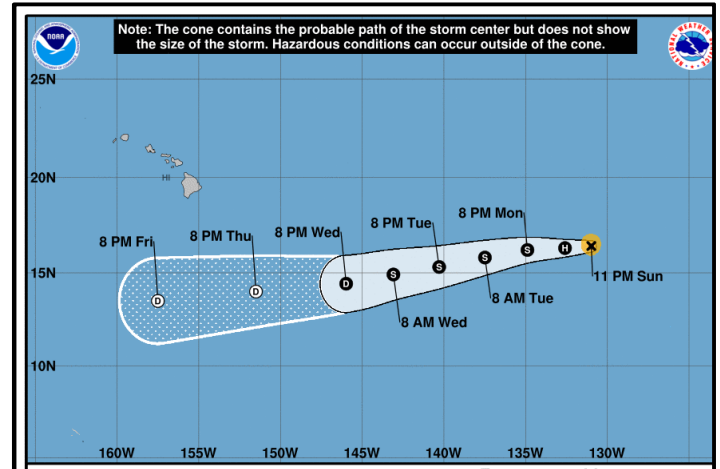 Note: The cone contains the probable path of the storm center but does not show
the size of the storm. Hazardous conditions can occur outside of the cone.
NOAA
25N
20N
HI
8 PM Fri
8 PM Thu
8 PM Wed
8 PM Tue
8 PM Mon
15N
D
D
D
S
S
S
S
H
11 PM Sun
8 AM Tue
8 AM Wed
10N
160W
155W
150W
145W
140W
135W
130W